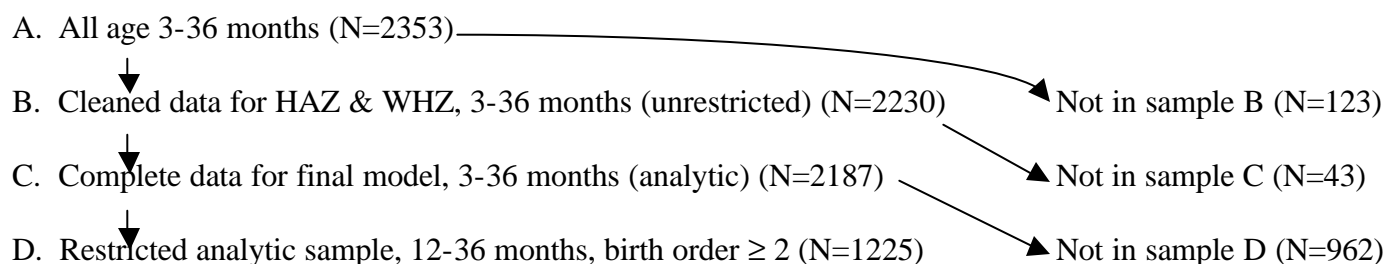 A. All age 3-36 months (N=2353)
B. Cleaned data for HAZ & WHZ, 3-36 months (unrestricted) (N=2230) Not in sample B (N=123)
C. Complete data for final model, 3-36 months (analytic) (N=2187) Not in sample C (N=43)
D. Restricted analytic sample, 12-36 months, birth order ≥ 2 (N=1225) Not in sample D (N=962)